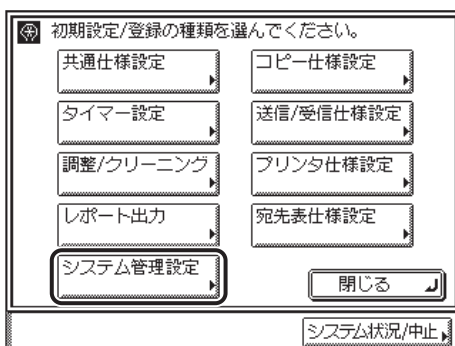 初期設定/登録の種類を選んでください。
共通仕様設定
コピー仕様設定
タイマー設定
送信/受信仕様設定
調整/クリーニング
プリンタ仕様設定
レポート出力
宛先表仕様設定
システム管理設定
閉じる
システム状況/中止